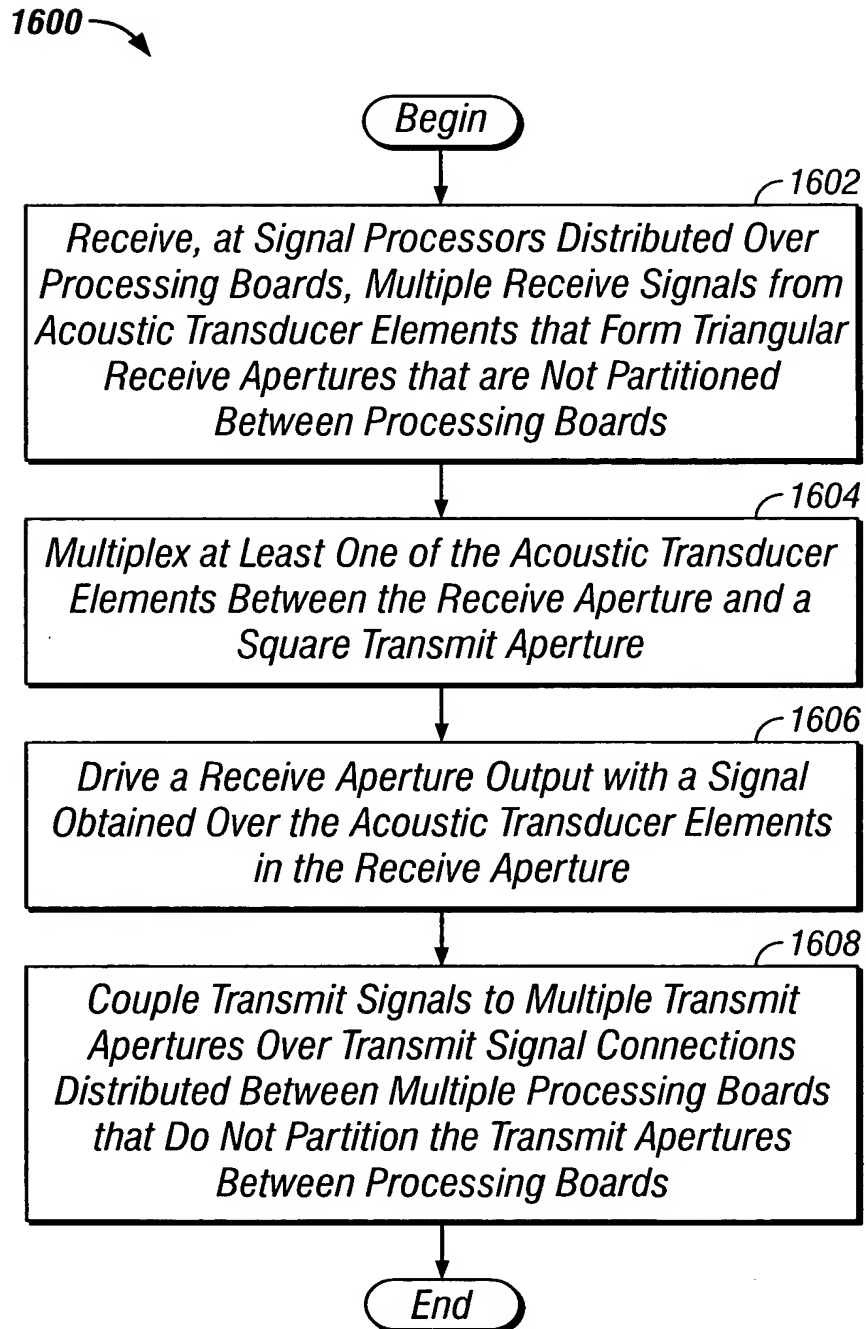 1600
Begin
1602
Receive, at Signal Processors Distributed Over
Processing Boards, Multiple Receive Signals from
Acoustic Transducer Elements that Form Triangular
Receive Apertures that are Not Partitioned
Between Processing Boards
1604
Multiplex at Least One of the Acoustic Transducer
Elements Between the Receive Aperture and a
Square Transmit Aperture
1606
Drive a Receive Aperture Output with a Signal
Obtained Over the Acoustic Transducer Elements
in the Receive Aperture
1608
Couple Transmit Signals to Multiple Transmit
Apertures Over Transmit Signal Connections
Distributed Between Multiple Processing Boards
that Do Not Partition the Transmit Apertures
Between Processing Boards
End